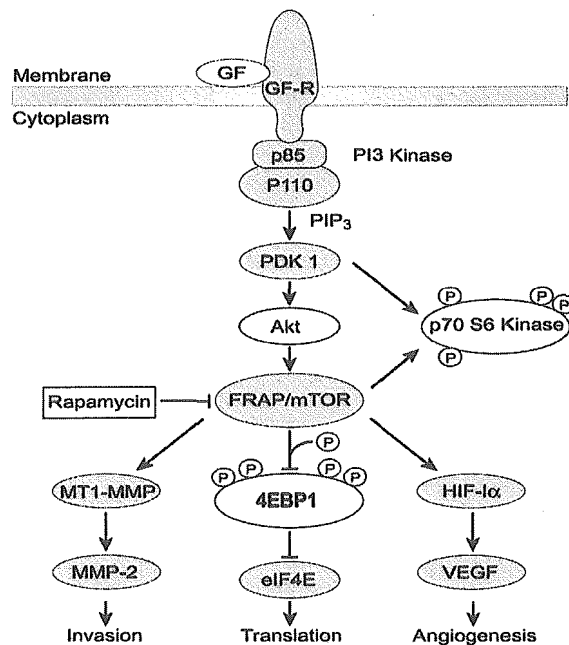 GF
GF-R
Membrane
Cytoplasm
p85
PI3 Kinase
P110
PIP3
PDK 1
P
P
P
p70 S6 Kinase
P
Akt
Rapamycin
FRAP/mTOR
P
P
P
P
P
MT1-MMP
4EBP1
HIF-Iα
MMP-2
eIF4E
VEGF
Invasion
Translation
Angiogenesis